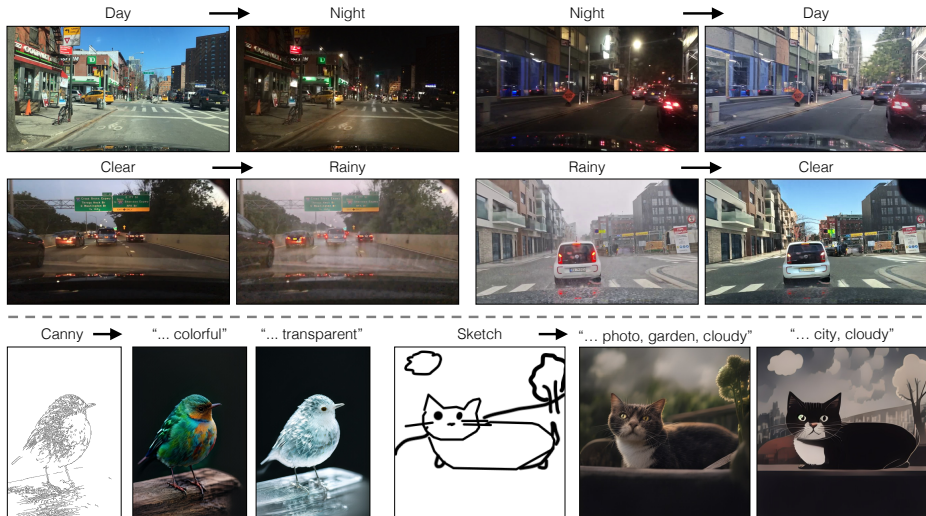 Day Night Night Day
Clear Rainy Rainy Clear
Canny "... colorful" "... transparent" Sketch "... photo, garden, cloudy" "... city, cloudy"